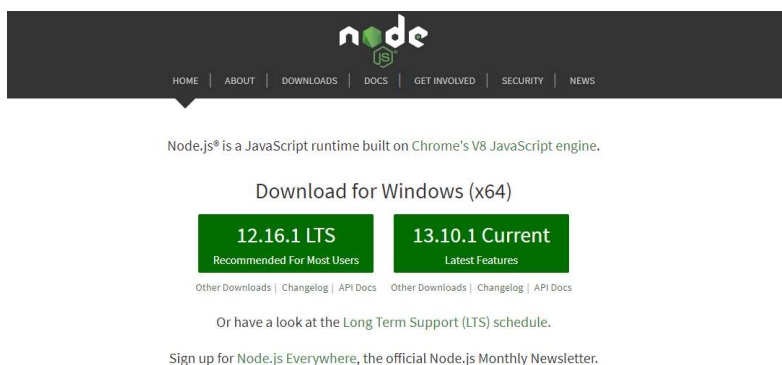 node
JS
HOME | ABOUT | DOWNLOADS | DOCS | GET INVOLVED | SECURITY | NEWS
Node.js® is a JavaScript runtime built on Chrome's V8 JavaScript engine.
Download for Windows (x64)
12.16.1 LTS 13.10.1 Current
Recommended For Most Users Latest Features
Other Downloads | Changelog | API Docs Other Downloads | Changelog | API Docs
Or have a look at the Long Term Support (LTS) schedule.
Sign up for Node.js Everywhere, the official Node.js Monthly Newsletter.